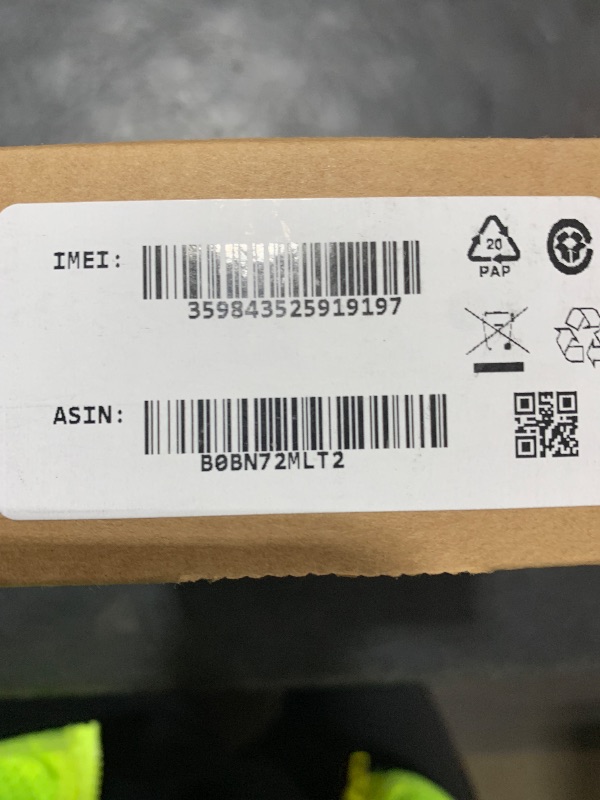 IMEI:
359843525919197
20
PAP
ASIN:
B0BN72MLT2